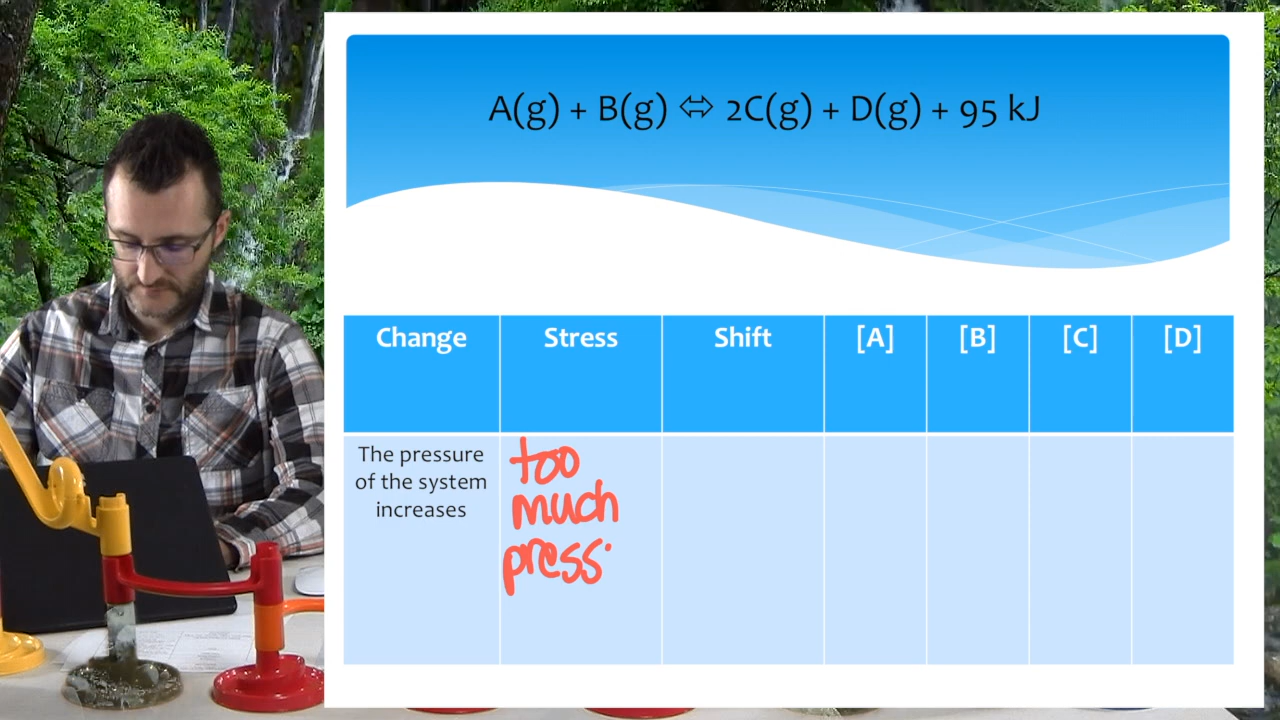 A(g) + B(g) ⬄ 2C(g) + D(g) + 95 kJ
Change Stress Shift [A] [B] [C] [D]
The pressure
of the system
increases
too
much
press